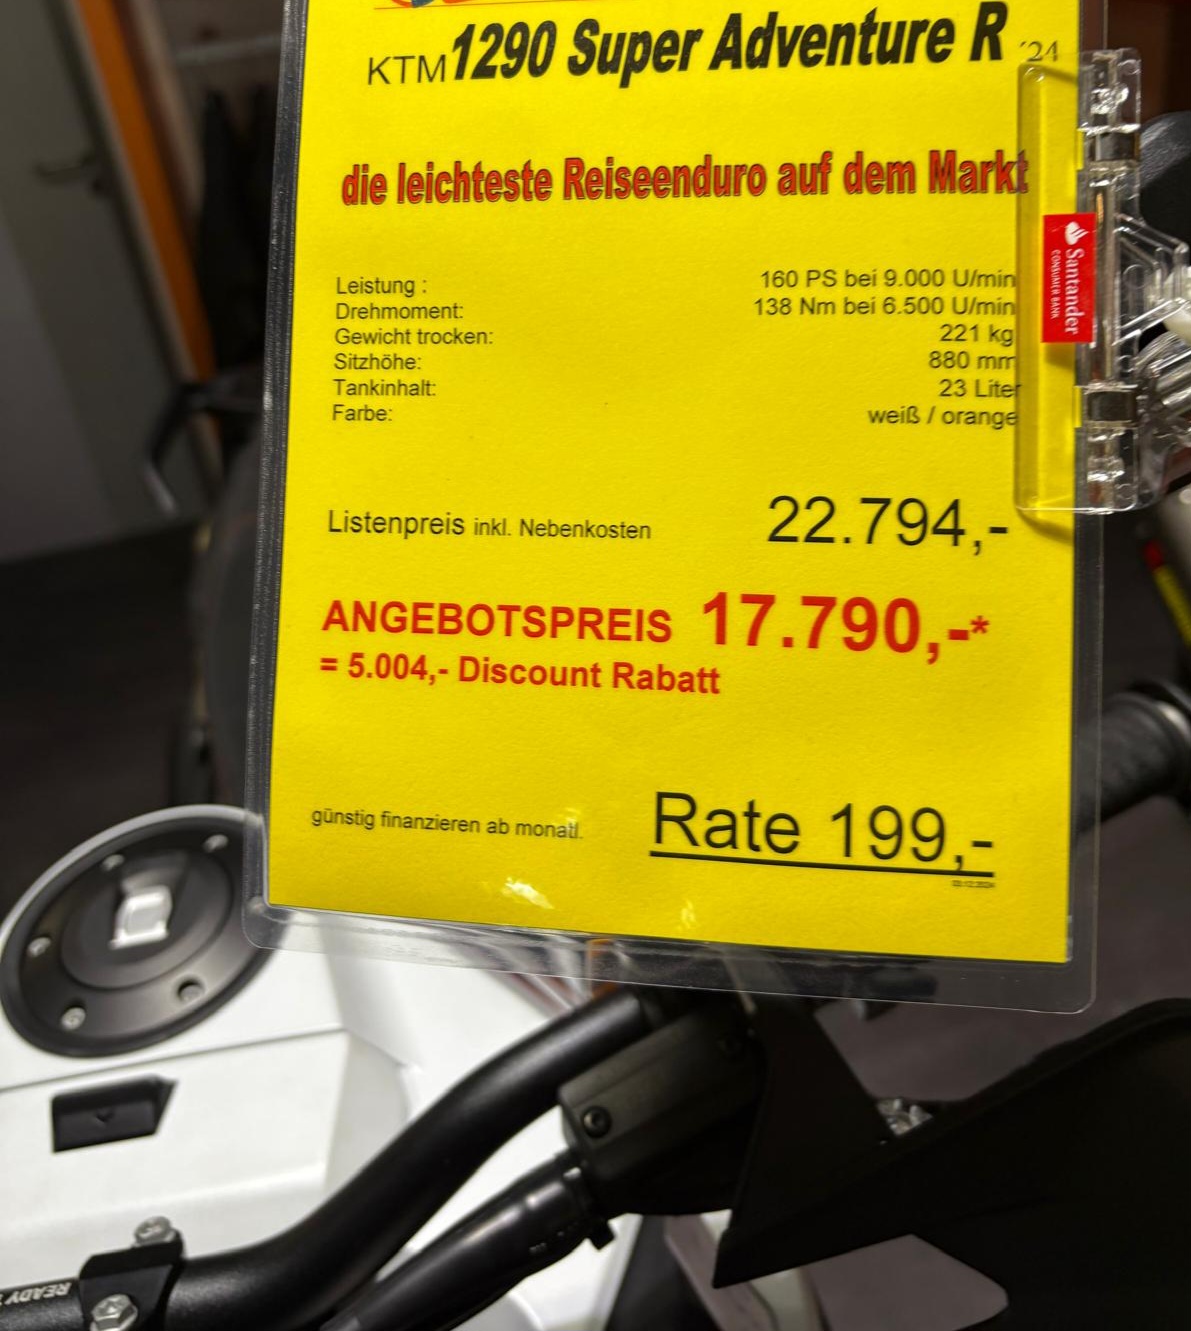 KTM 1290 Super Adventure R ´24
die leichteste Reiseenduro auf dem Markt
Leistung : 160 PS bei 9.000 U/min
Drehmoment: 138 Nm bei 6.500 U/min
Gewicht trocken: 221 kg
Sitzhöhe: 880 mm
Tankinhalt: 23 Liter
Farbe: weiß / orange
Santander
CONSUMER BANK
Listenpreis inkl. Nebenkosten 22.794,-
ANGEBOTSPREIS 17.790,-*
= 5.004,- Discount Rabatt
günstig finanzieren ab monatl. Rate 199,-
READY